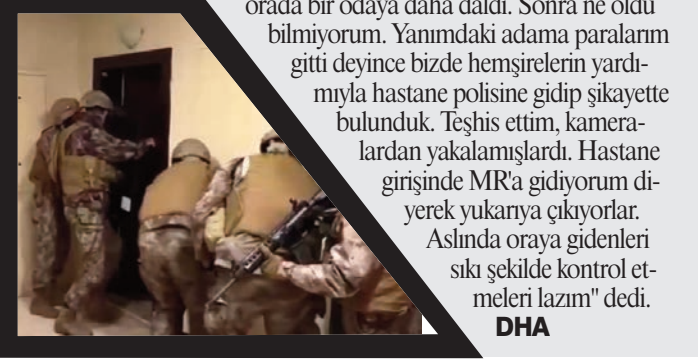 orada bir odaya daha daldı. Sonra ne oldu
bilmiyorum. Yanımdaki adama paralarım
gitti deyince bizde hemşirelerin yardı-
mıyla hastane polisine gidip şikayette
bulunduk. Teşhis ettim, kamera-
lardan yakalamışlardı. Hastane
girişinde MR'a gidiyorum di-
yerek yukarıya çıkıyorlar.
Aslında oraya gidenleri
sıkı şekilde kontrol et-
meleri lazım" dedi.
DHA